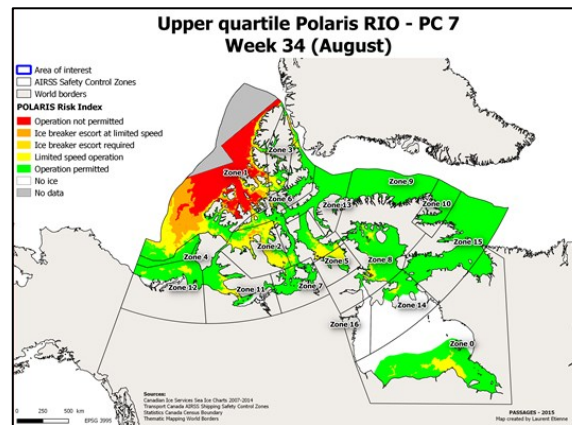 Upper quartile Polaris RIO - PC 7
Week 34 (August)
Area of interest
AIRSS Safety Control Zones
World borders
POLARIS Risk Index
Operation not permitted
Ice breaker escort at limited speed
Ice breaker escort required
Limited speed operation
Operation permitted
No ice
No data
Zone 3
Zone 1
Zone 9
Zone 6
Zone 13
Zone 10
Zone 2
Zone 15
Zone 4
Zone 5
Zone 8
Zone 12
Zone 11
Zone 7
Zone 14
Zone 16
Zone 0
Sources:
Canadian Ice Services Sea Ice Charts 2007-2014
Transport Canada AIRSS Shipping Safety Control Zones
Statistics Canada Census Boundary
Thematic Mapping World Borders
0 250 500 km
EPSG 3995
PASSAGES - 2015
Map created by Laurent Etienne